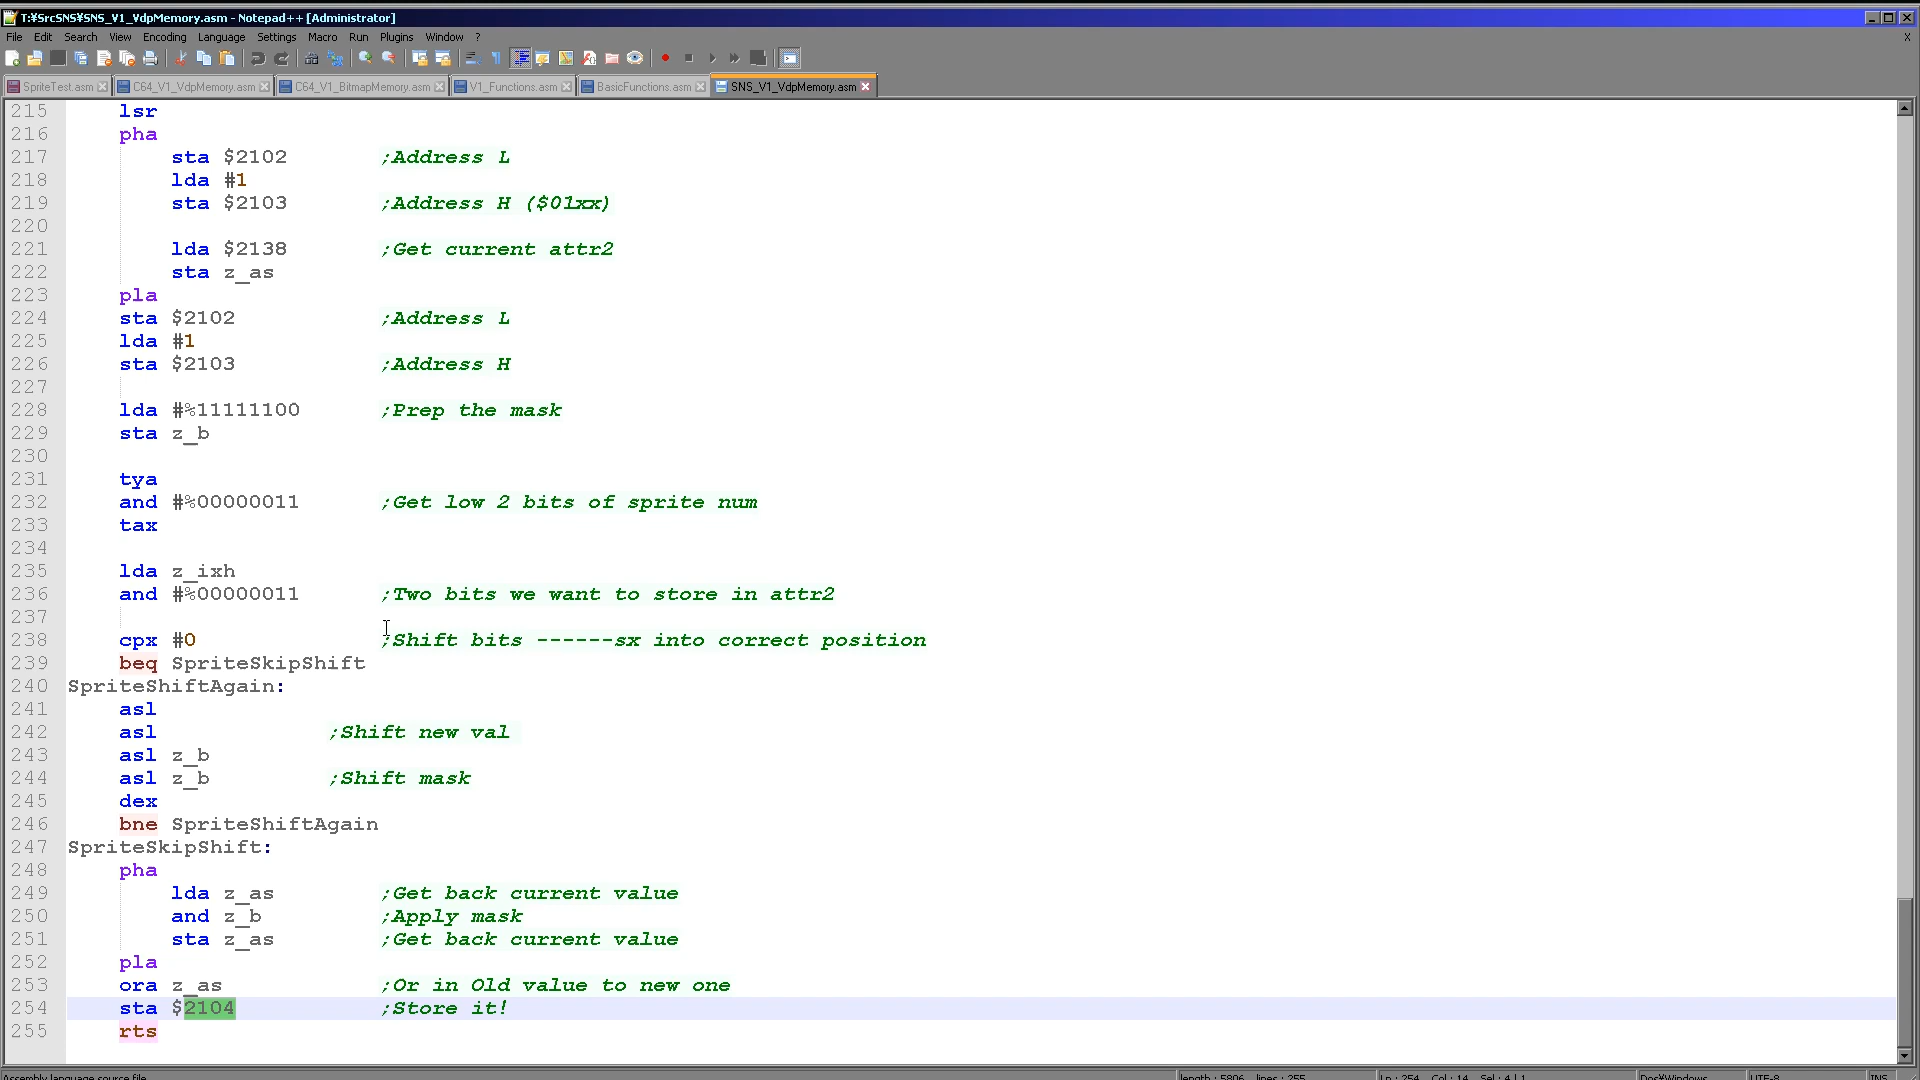 T:¥SrcSNS¥SNS_V1_VdpMemory.asm - Notepad++ [Administrator]
File Edit Search View Encoding Language Settings Macro Run Plugins Window ? X
SpriteTest.asm C64_V1_VdpMemory.asm C64_V1_BitmapMemory.asm V1_Functions.asm BasicFunctions.asm SNS_V1_VdpMemory.asm
215 lsr
216 pha
217 sta $2102 ;Address L
218 lda #1
219 sta $2103 ;Address H ($01xx)
220
221 lda $2138 ;Get current attr2
222 sta z_as
223 pla
224 sta $2102 ;Address L
225 lda #1
226 sta $2103 ;Address H
227
228 lda #%11111100 ;Prep the mask
229 sta z_b
230
231 tya
232 and #%00000011 ;Get low 2 bits of sprite num
233 tax
234
235 lda z_ixh
236 and #%00000011 ;Two bits we want to store in attr2
237
238 cpx #0 ;Shift bits ------sx into correct position
239 beq SpriteSkipShift
240 SpriteShiftAgain:
241 asl
242 asl ;Shift new val
243 asl z_b
244 asl z_b ;Shift mask
245 dex
246 bne SpriteShiftAgain
247 SpriteSkipShift:
248 pha
249 lda z_as ;Get back current value
250 and z_b ;Apply mask
251 sta z_as ;Get back current value
252 pla
253 ora z_as ;Or in Old value to new one
254 sta $2104 ;Store it!
255 rts
Assembly language source file length : 5806 lines : 255 Ln : 254 Col : 14 Sel : 4 | 1 Dos¥Windows UTF-8 INS